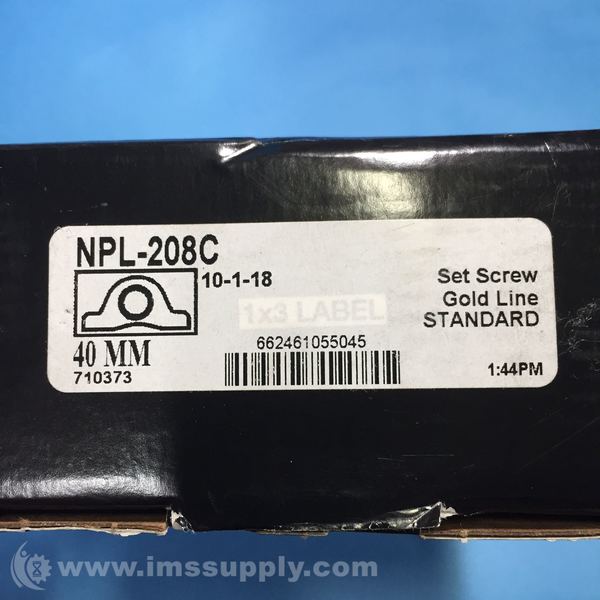 NPL-208C
10-1-18
1x3 LABEL
Set Screw
Gold Line
STANDARD
40 MM
710373
662461055045
1:44PM
www.imssupply.com